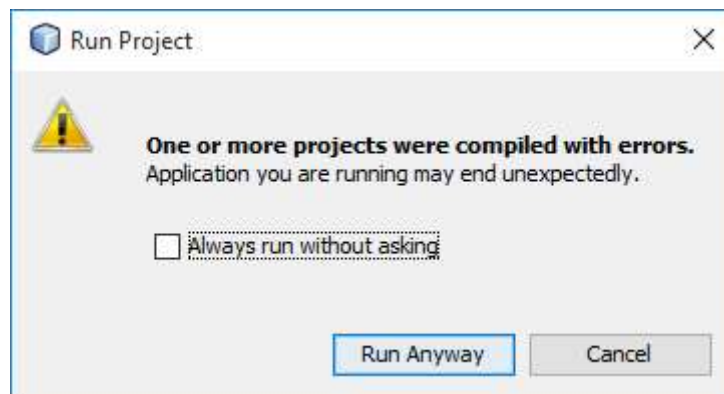 Run Project
One or more projects were compiled with errors.
Application you are running may end unexpectedly.
Always run without asking
Run Anyway
Cancel